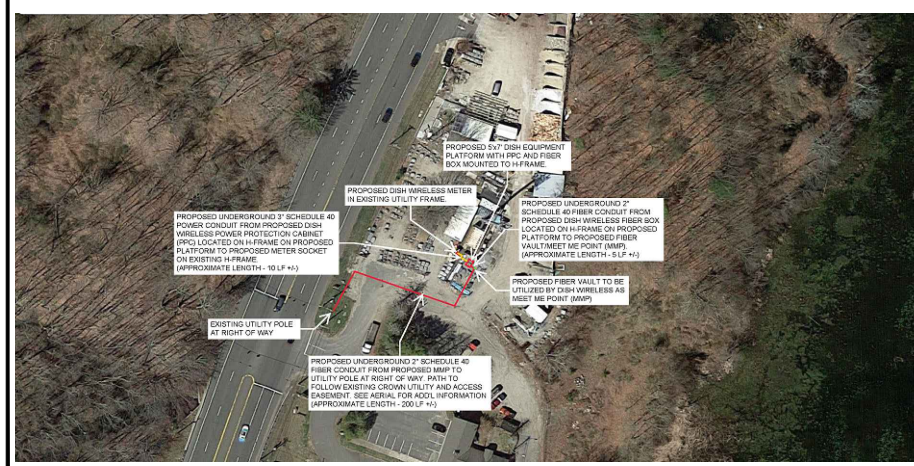 PROPOSED 5'x7' DISH EQUIPMENT
PLATFORM WITH PPC AND FIBER
BOX MOUNTED TO H-FRAME.
PROPOSED DISH WIRELESS METER
IN EXISTING UTILITY FRAME.
PROPOSED UNDERGROUND 3" SCHEDULE 40
POWER CONDUIT FROM PROPOSED DISH
WIRELESS POWER PROTECTION CABINET
(PPC) LOCATED ON H-FRAME ON PROPOSED
PLATFORM TO PROPOSED METER SOCKET
ON EXISTING H-FRAME.
(APPROXIMATE LENGTH - 10 LF +/-)
PROPOSED UNDERGROUND 2"
SCHEDULE 40 FIBER CONDUIT FROM
PROPOSED DISH WIRELESS FIBER BOX
LOCATED ON H-FRAME ON PROPOSED
PLATFORM TO PROPOSED FIBER
VAULT/MEET ME POINT (MMP).
(APPROXIMATE LENGTH - 5 LF +/-)
PROPOSED FIBER VAULT TO BE
UTILIZED BY DISH WIRELESS AS
MEET ME POINT (MMP)
EXISTING UTILITY POLE
AT RIGHT OF WAY
PROPOSED UNDERGROUND 2" SCHEDULE 40
FIBER CONDUIT FROM PROPOSED MMP TO
UTILITY POLE AT RIGHT OF WAY. PATH TO
FOLLOW EXISTING CROWN UTILITY AND ACCESS
EASEMENT. SEE AERIAL FOR ADD'L INFORMATION
(APPROXIMATE LENGTH - 200 LF +/-)